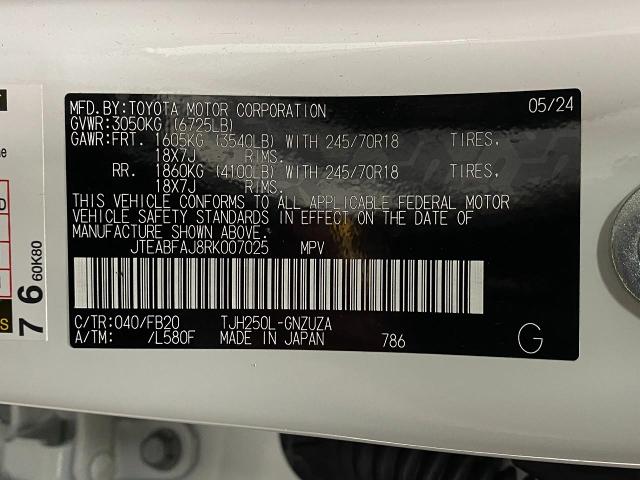 MFD.BY:TOYOTA MOTOR CORPORATION 05/24
GVWR:3050KG (6725LB)
GAWR:FRT. 1605KG (3540LB) WITH 245/70R18 TIRES,
18X7J RIMS.
RR. 1860KG (4100LB) WITH 245/70R18 TIRES,
18X7J RIMS.
THIS VEHICLE CONFORMS TO ALL APPLICABLE FEDERAL MOTOR
VEHICLE SAFETY STANDARDS IN EFFECT ON THE DATE OF
MANUFACTURE SHOWN ABOVE.
JTEABFAJ8RK007025 MPV
C/TR:040/FB20 TJH250L-GNZUZA
A/TM: /L580F MADE IN JAPAN 786 G
76 60K80